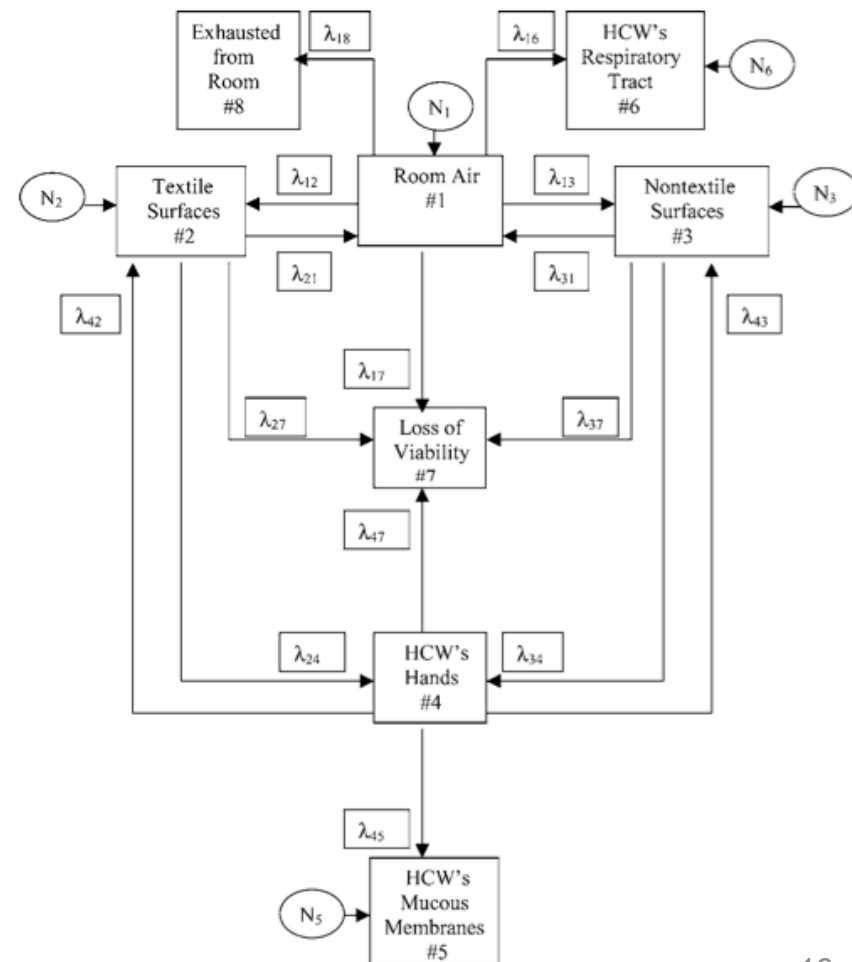 Exhausted
from
Room
#8
λ18
λ16
HCW's
Respiratory
Tract
#6
N6
N1
N2
Textile
Surfaces
#2
λ12
Room Air
#1
λ13
Nontextile
Surfaces
#3
N3
λ21
λ31
λ42
λ43
λ17
λ27
Loss of
Viability
#7
λ37
λ47
λ24
HCW's
Hands
#4
λ34
λ45
N5
HCW's
Mucous
Membranes
#5